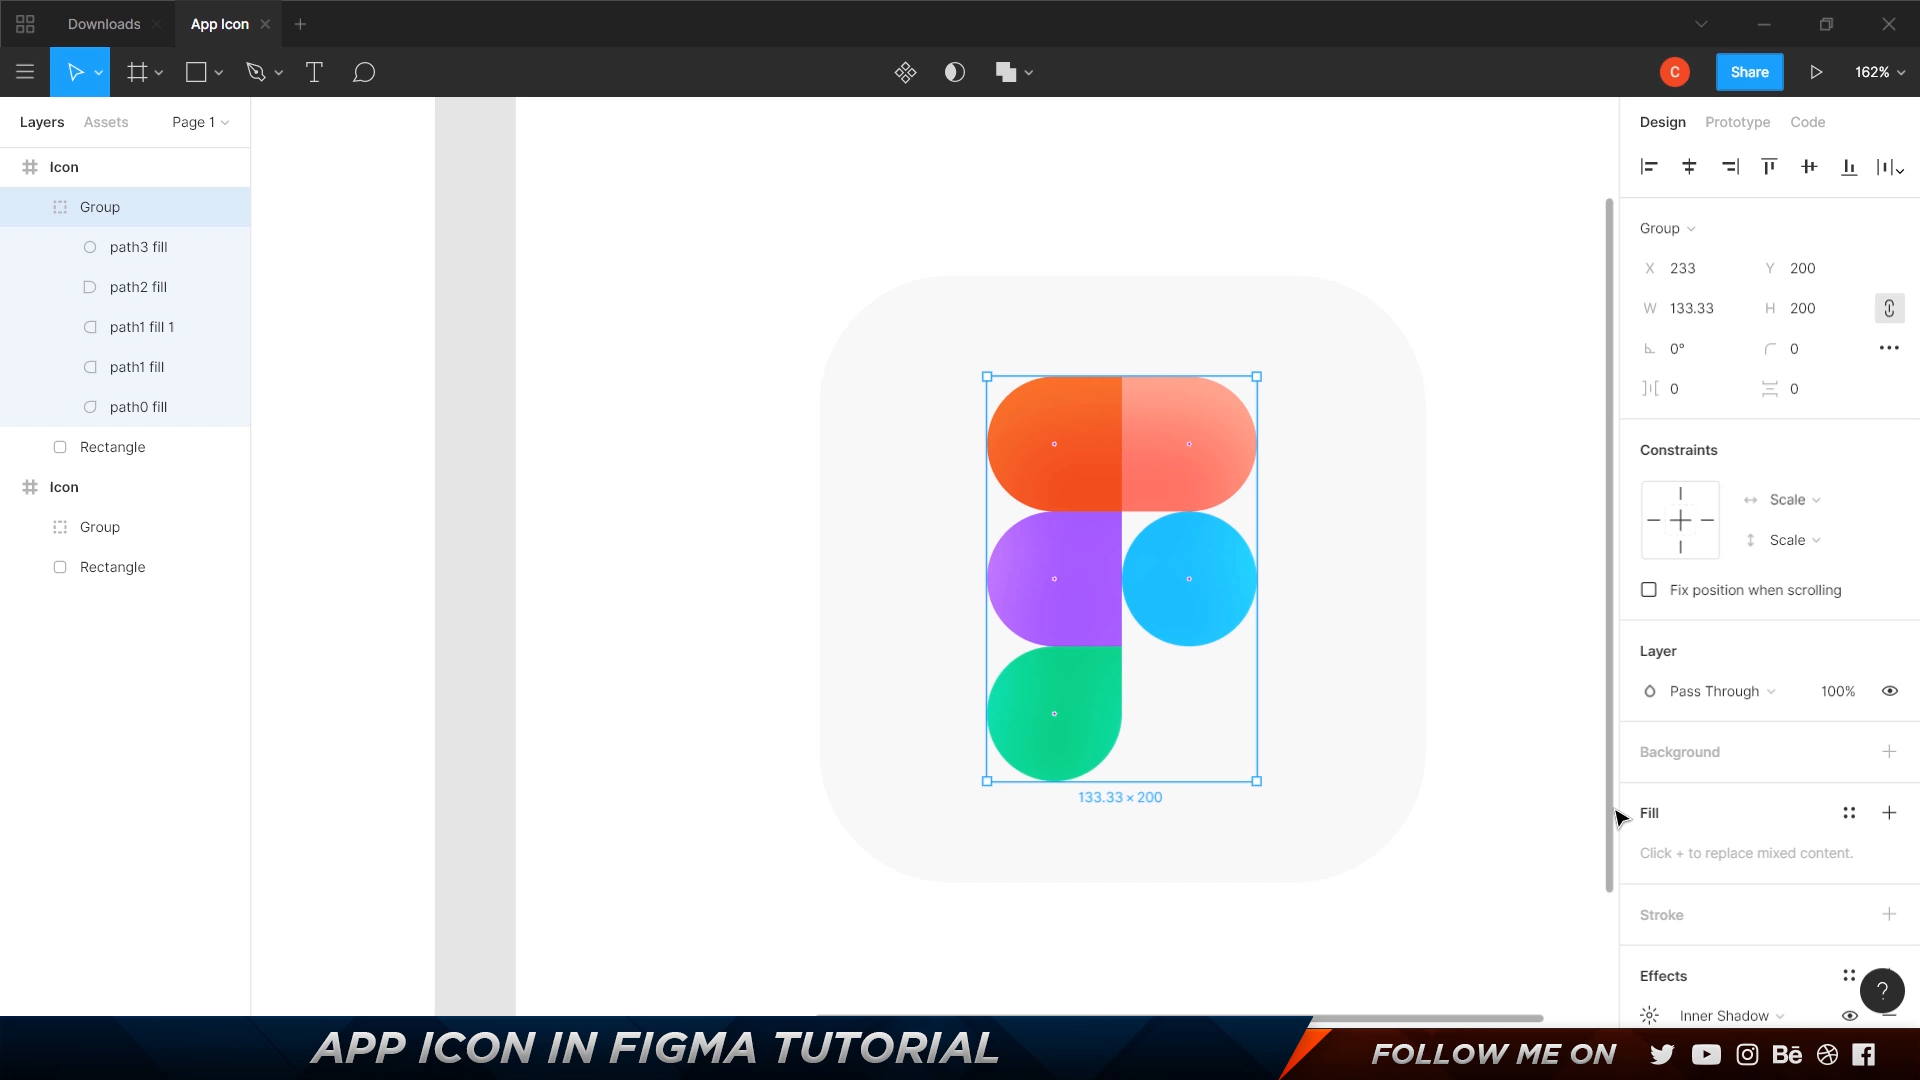 Downloads
App Icon
C
Share
162%
Layers
Assets
Page 1
Icon
Group
path3 fill
path2 fill
path1 fill 1
path1 fill
path0 fill
Rectangle
Icon
Group
Rectangle
133.33 × 200
Design
Prototype
Code
Group
X 233
Y 200
W 133.33
H 200
0°
0
0
0
Constraints
Scale
Scale
Fix position when scrolling
Layer
Pass Through
100%
Background
Fill
Click + to replace mixed content.
Stroke
Effects
?
Inner Shadow
APP ICON IN FIGMA TUTORIAL
FOLLOW ME ON
Bē